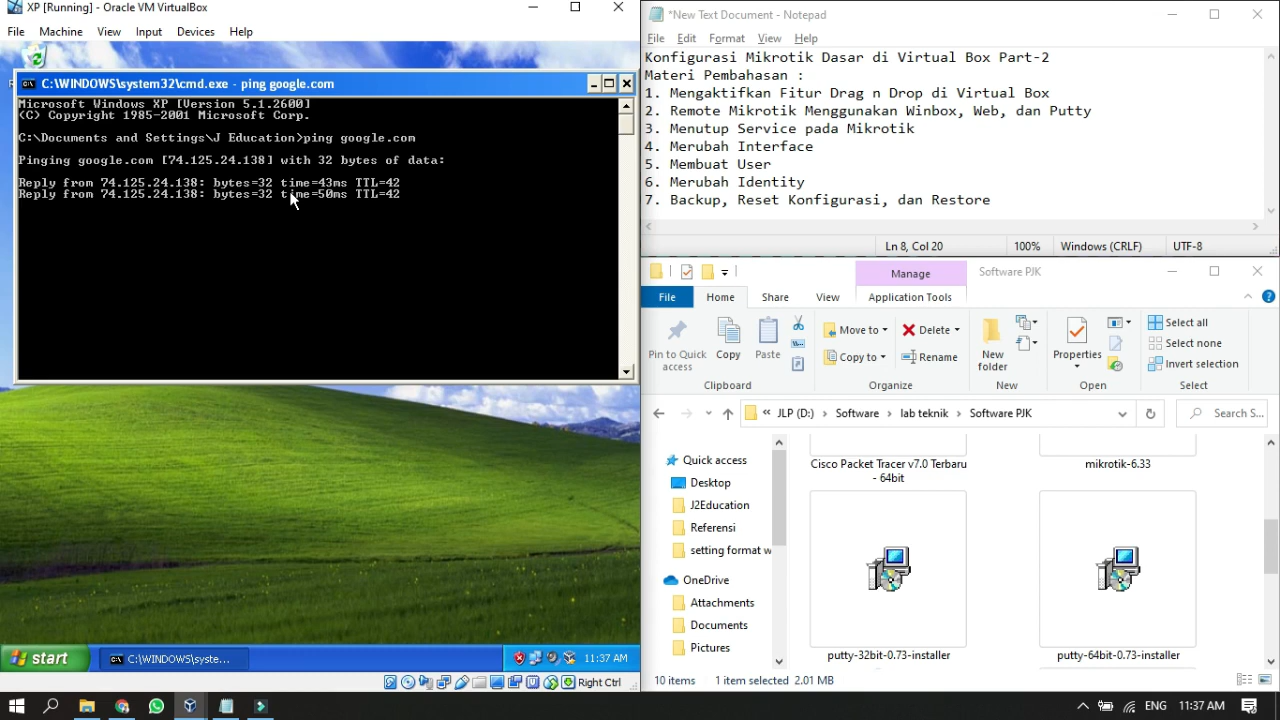 XP [Running] - Oracle VM VirtualBox
File Machine View Input Devices Help
C:\WINDOWS\system32\cmd.exe - ping google.com
Microsoft Windows XP [Version 5.1.2600]
(C) Copyright 1985-2001 Microsoft Corp.
C:\Documents and Settings\J Education>ping google.com
Pinging google.com [74.125.24.138] with 32 bytes of data:
Reply from 74.125.24.138: bytes=32 time=43ms TTL=42
Reply from 74.125.24.138: bytes=32 time=50ms TTL=42
start
C:\WINDOWS\syste...
11:37 AM
Right Ctrl
*New Text Document - Notepad
File Edit Format View Help
Konfigurasi Mikrotik Dasar di Virtual Box Part-2
Materi Pembahasan :
1. Mengaktifkan Fitur Drag n Drop di Virtual Box
2. Remote Mikrotik Menggunakan Winbox, Web, dan Putty
3. Menutup Service pada Mikrotik
4. Merubah Interface
5. Membuat User
6. Merubah Identity
7. Backup, Reset Konfigurasi, dan Restore
Ln 8, Col 20 100% Windows (CRLF) UTF-8
Manage Software PJK
File Home Share View Application Tools
Pin to Quick access
Copy
Paste
Clipboard
Move to
Copy to
Delete
Rename
Organize
New folder
New
Properties
Open
Select all
Select none
Invert selection
Select
« JLP (D:) > Software > lab teknik > Software PJK
Search S...
Quick access
Desktop
J2Education
Referensi
setting format w
OneDrive
Attachments
Documents
Pictures
Cisco Packet Tracer v7.0 Terbaru
- 64bit
mikrotik-6.33
putty-32bit-0.73-installer
putty-64bit-0.73-installer
10 items 1 item selected 2.01 MB
ENG 11:37 AM